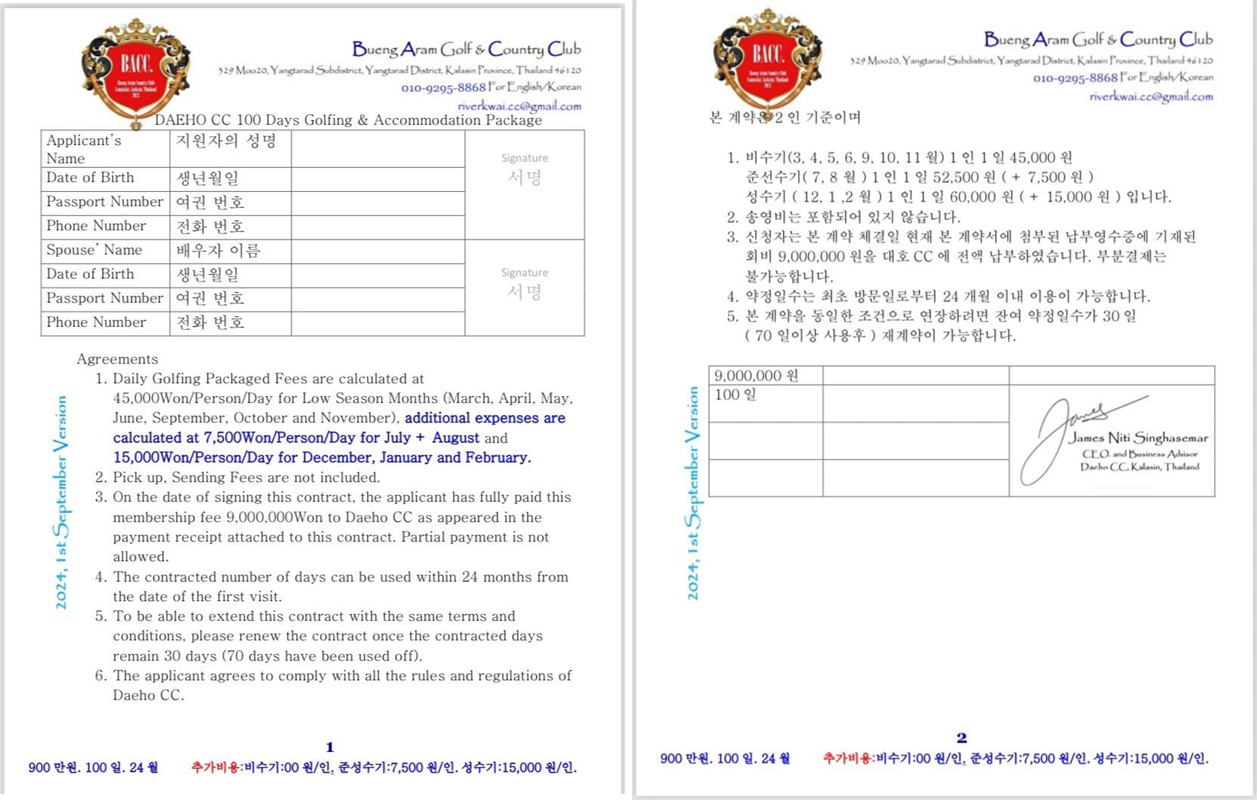 BACC.
Bueng Aram Country Club
Bueng Aram Golf & Country Club
329 Moo20, Yangtarad Subdistrict, Yangtarad District, Kalasin Province, Thailand 46120
010-9295-8868 For English/Korean
riverkwai.cc@gmail.com
DAEHO CC 100 Days Golfing & Accommodation Package
Applicant's Name 지원자의 성명
Signature
서명
Date of Birth 생년월일
Passport Number 여권 번호
Phone Number 전화 번호
Spouse' Name 배우자 이름
Signature
서명
Date of Birth 생년월일
Passport Number 여권 번호
Phone Number 전화 번호
Agreements
1. Daily Golfing Packaged Fees are calculated at
45,000Won/Person/Day for Low Season Months (March, April, May,
June, September, October and November), additional expenses are
calculated at 7,500Won/Person/Day for July + August and
15,000Won/Person/Day for December, January and February.
2. Pick up, Sending Fees are not included.
3. On the date of signing this contract, the applicant has fully paid this
membership fee 9,000,000Won to Daeho CC as appeared in the
payment receipt attached to this contract. Partial payment is not
allowed.
4. The contracted number of days can be used within 24 months from
the date of the first visit.
5. To be able to extend this contract with the same terms and
conditions, please renew the contract once the contracted days
remain 30 days (70 days have been used off).
6. The applicant agrees to comply with all the rules and regulations of
Daeho CC.
2024, 1st September Version
1
900 만원. 100 일. 24 월 추가비용:비수기:00 원/인, 준성수기:7,500 원/인. 성수기:15,000 원/인.
BACC.
Bueng Aram Country Club
Bueng Aram Golf & Country Club
329 Moo20, Yangtarad Subdistrict, Yangtarad District, Kalasin Province, Thailand 46120
010-9295-8868 For English/Korean
riverkwai.cc@gmail.com
본 계약은 2 인 기준이며
1. 비수기(3, 4, 5, 6, 9, 10, 11 월) 1 인 1 일 45,000 원
준선수기( 7, 8 월 ) 1 인 1 일 52,500 원 ( + 7,500 원 )
성수기 ( 12, 1 ,2 월 ) 1 인 1 일 60,000 원 ( + 15,000 원 ) 입니다.
2. 송영비는 포함되어 있지 않습니다.
3. 신청자는 본 계약 체결일 현재 본 계약서에 첨부된 납부영수증에 기재된
회비 9,000,000 원을 대호 CC 에 전액 납부하였습니다. 부분결제는
불가능합니다.
4. 약정일수는 최초 방문일로부터 24 개월 이내 이용이 가능합니다.
5. 본 계약을 동일한 조건으로 연장하려면 잔여 약정일수가 30 일
( 70 일이상 사용후 ) 재계약이 가능합니다.
9,000,000 원
100 일
James
James Niti Singhasemar
CEO. and Business Advisor
Daeho CC, Kalasin, Thailand
2024, 1st September Version
2
900 만원. 100 일. 24 월 추가비용:비수기:00 원/인, 준성수기:7,500 원/인. 성수기:15,000 원/인.